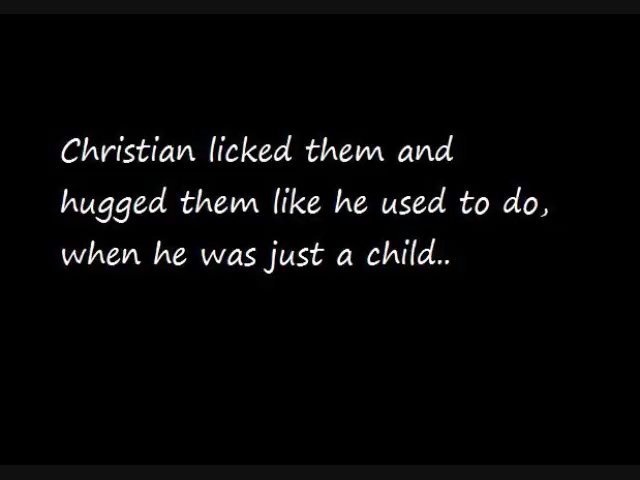 Christian licked them and
hugged them like he used to do,
when he was just a child..